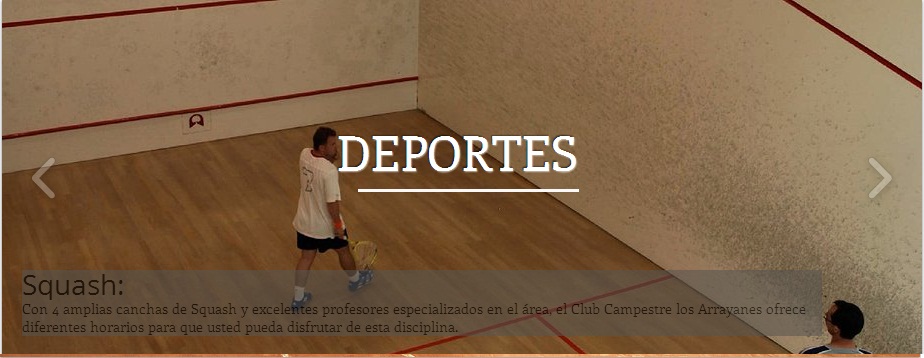 DEPORTES
Squash:
Con 4 amplias canchas de Squash y excelentes profesores especializados en el área, el Club Campestre los Arrayanes ofrece
diferentes horarios para que usted pueda disfrutar de esta disciplina.